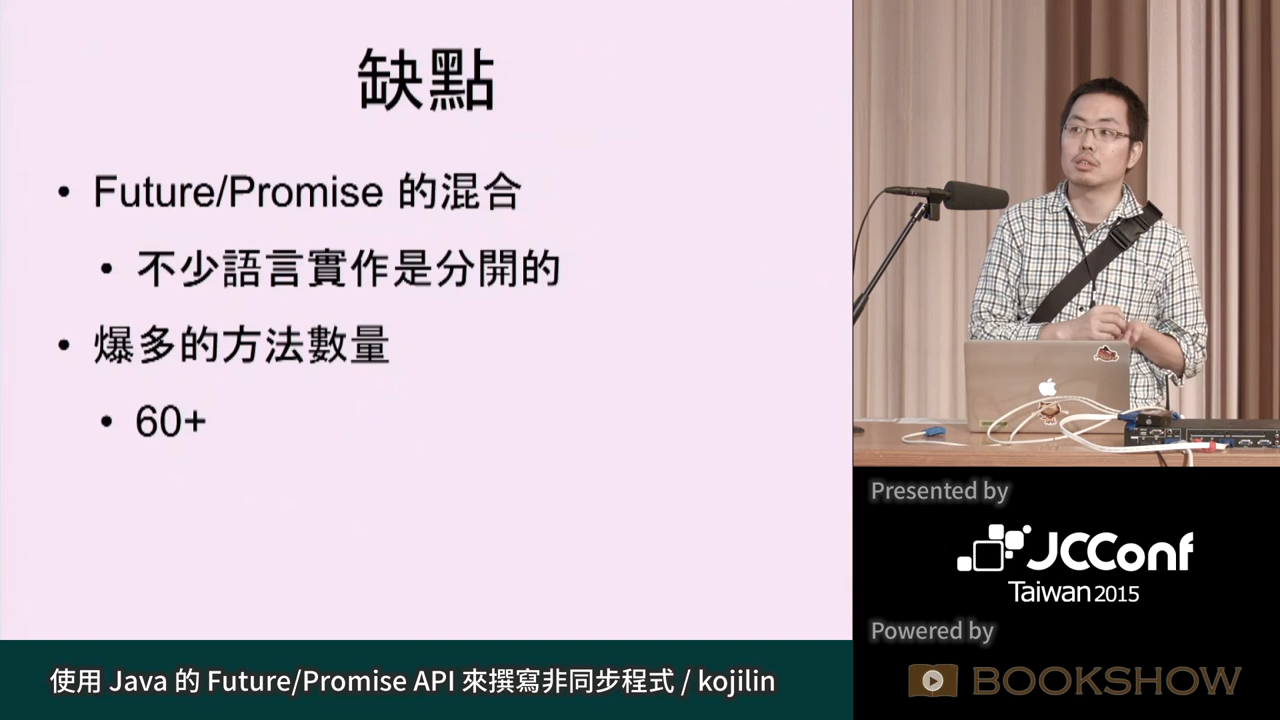 缺點
• Future/Promise 的混合
• 不少語言實作是分開的
• 爆多的方法數量
• 60+
使用 Java 的 Future/Promise API 來撰寫非同步程式 / kojilin
Presented by
JCConf
Taiwan 2015
Powered by
BOOKSHOW